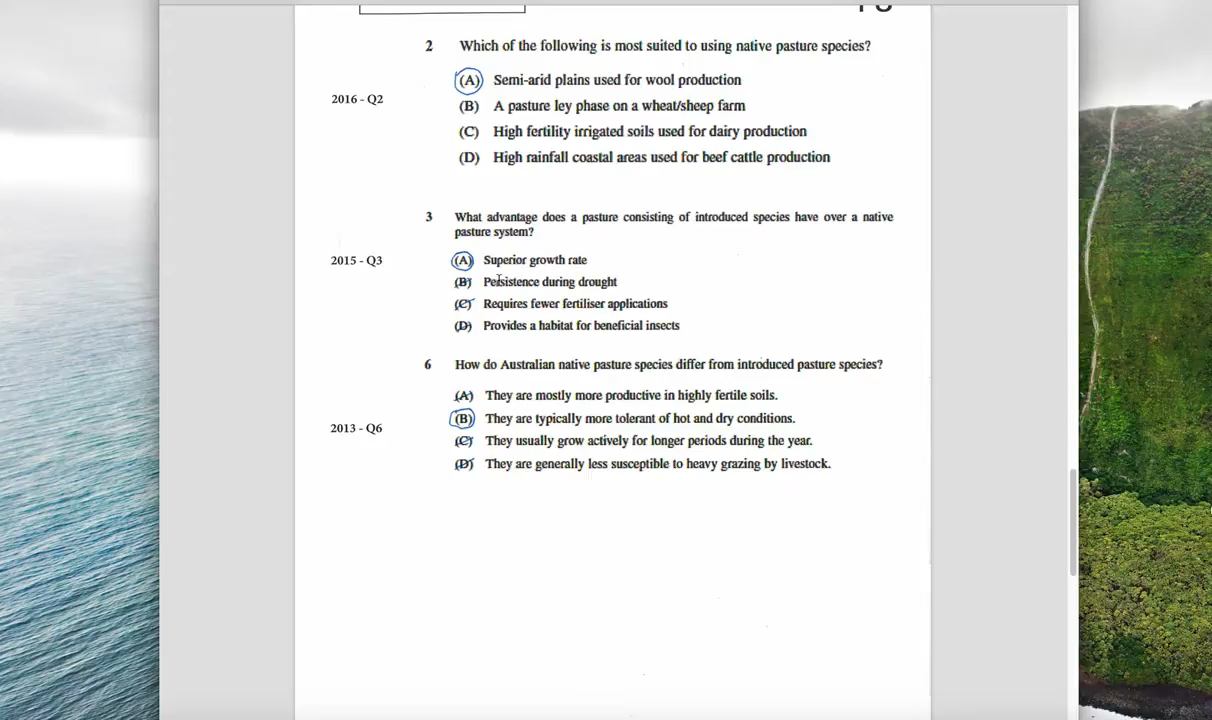 2 Which of the following is most suited to using native pasture species?
(A) Semi-arid plains used for wool production
2016 - Q2
(B) A pasture ley phase on a wheat/sheep farm
(C) High fertility irrigated soils used for dairy production
(D) High rainfall coastal areas used for beef cattle production
3 What advantage does a pasture consisting of introduced species have over a native
pasture system?
2015 - Q3
(A) Superior growth rate
(B) Persistence during drought
(C) Requires fewer fertiliser applications
(D) Provides a habitat for beneficial insects
6 How do Australian native pasture species differ from introduced pasture species?
(A) They are mostly more productive in highly fertile soils.
(B) They are typically more tolerant of hot and dry conditions.
2013 - Q6
(C) They usually grow actively for longer periods during the year.
(D) They are generally less susceptible to heavy grazing by livestock.